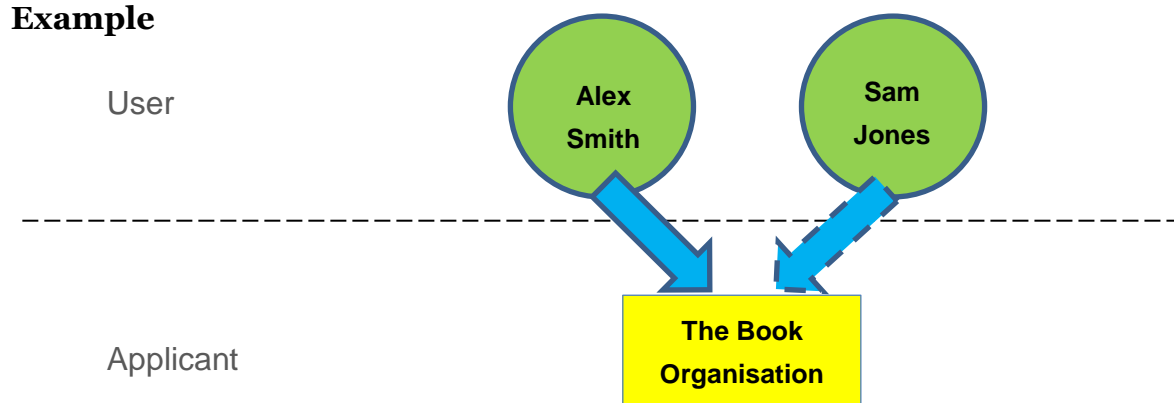 Example
User
Alex
Smith
Sam
Jones
Applicant
The Book
Organisation